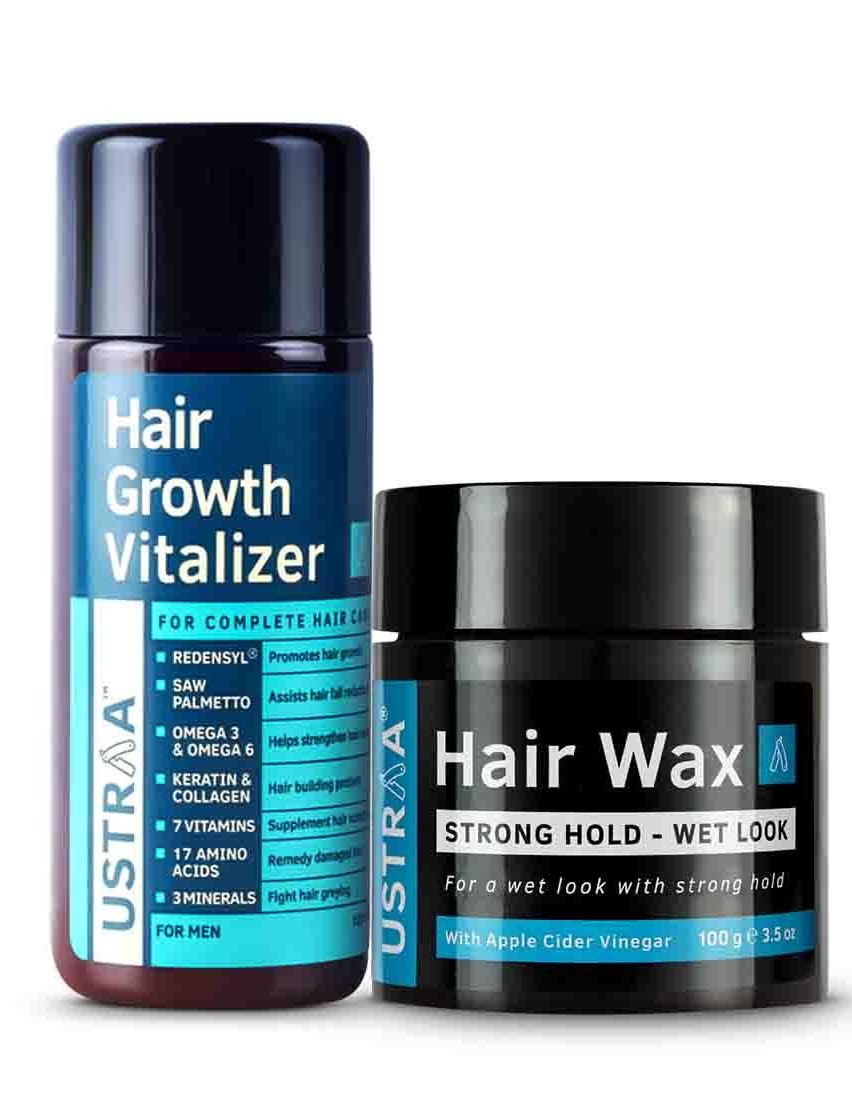 Hair
Growth
Vitalizer
FOR COMPLETE HAIR
REDENSYL® Promotes hair growth
SAW
PALMETTO
Assists hair fall
OMEGA 3
& OMEGA 6
Helps strengthen
KERATIN &
COLLAGEN
Hair building
7 VITAMINS Supplement hair
17 AMINO
ACIDS
Remedy damaged
3 MINERALS Fight hair greying
FOR MEN
USTRAA™
USTRAA®
Hair Wax
STRONG HOLD - WET LOOK
For a wet look with strong hold
With Apple Cider Vinegar 100 g ℮ 3.5 oz